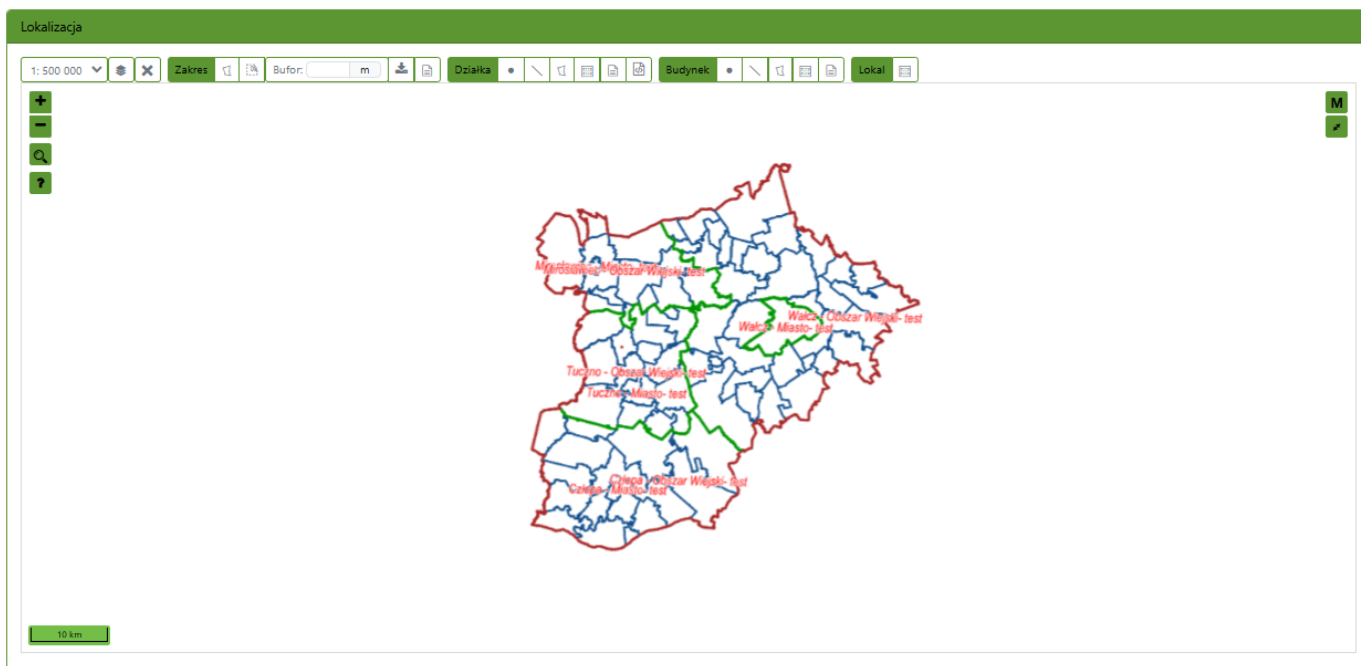 Lokalizacja
1: 500 000 Zakres Bufor: m Działka Budynek Lokal
+ M
−
?
Mirosławiec - Obszar Wiejski- test
Wałcz - Obszar Wiejski- test
Wałcz - Miasto- test
Tuczno - Obszar Wiejski- test
Tuczno - Miasto- test
Człopa - Obszar Wiejski- test
Człopa - Miasto- test
10 km